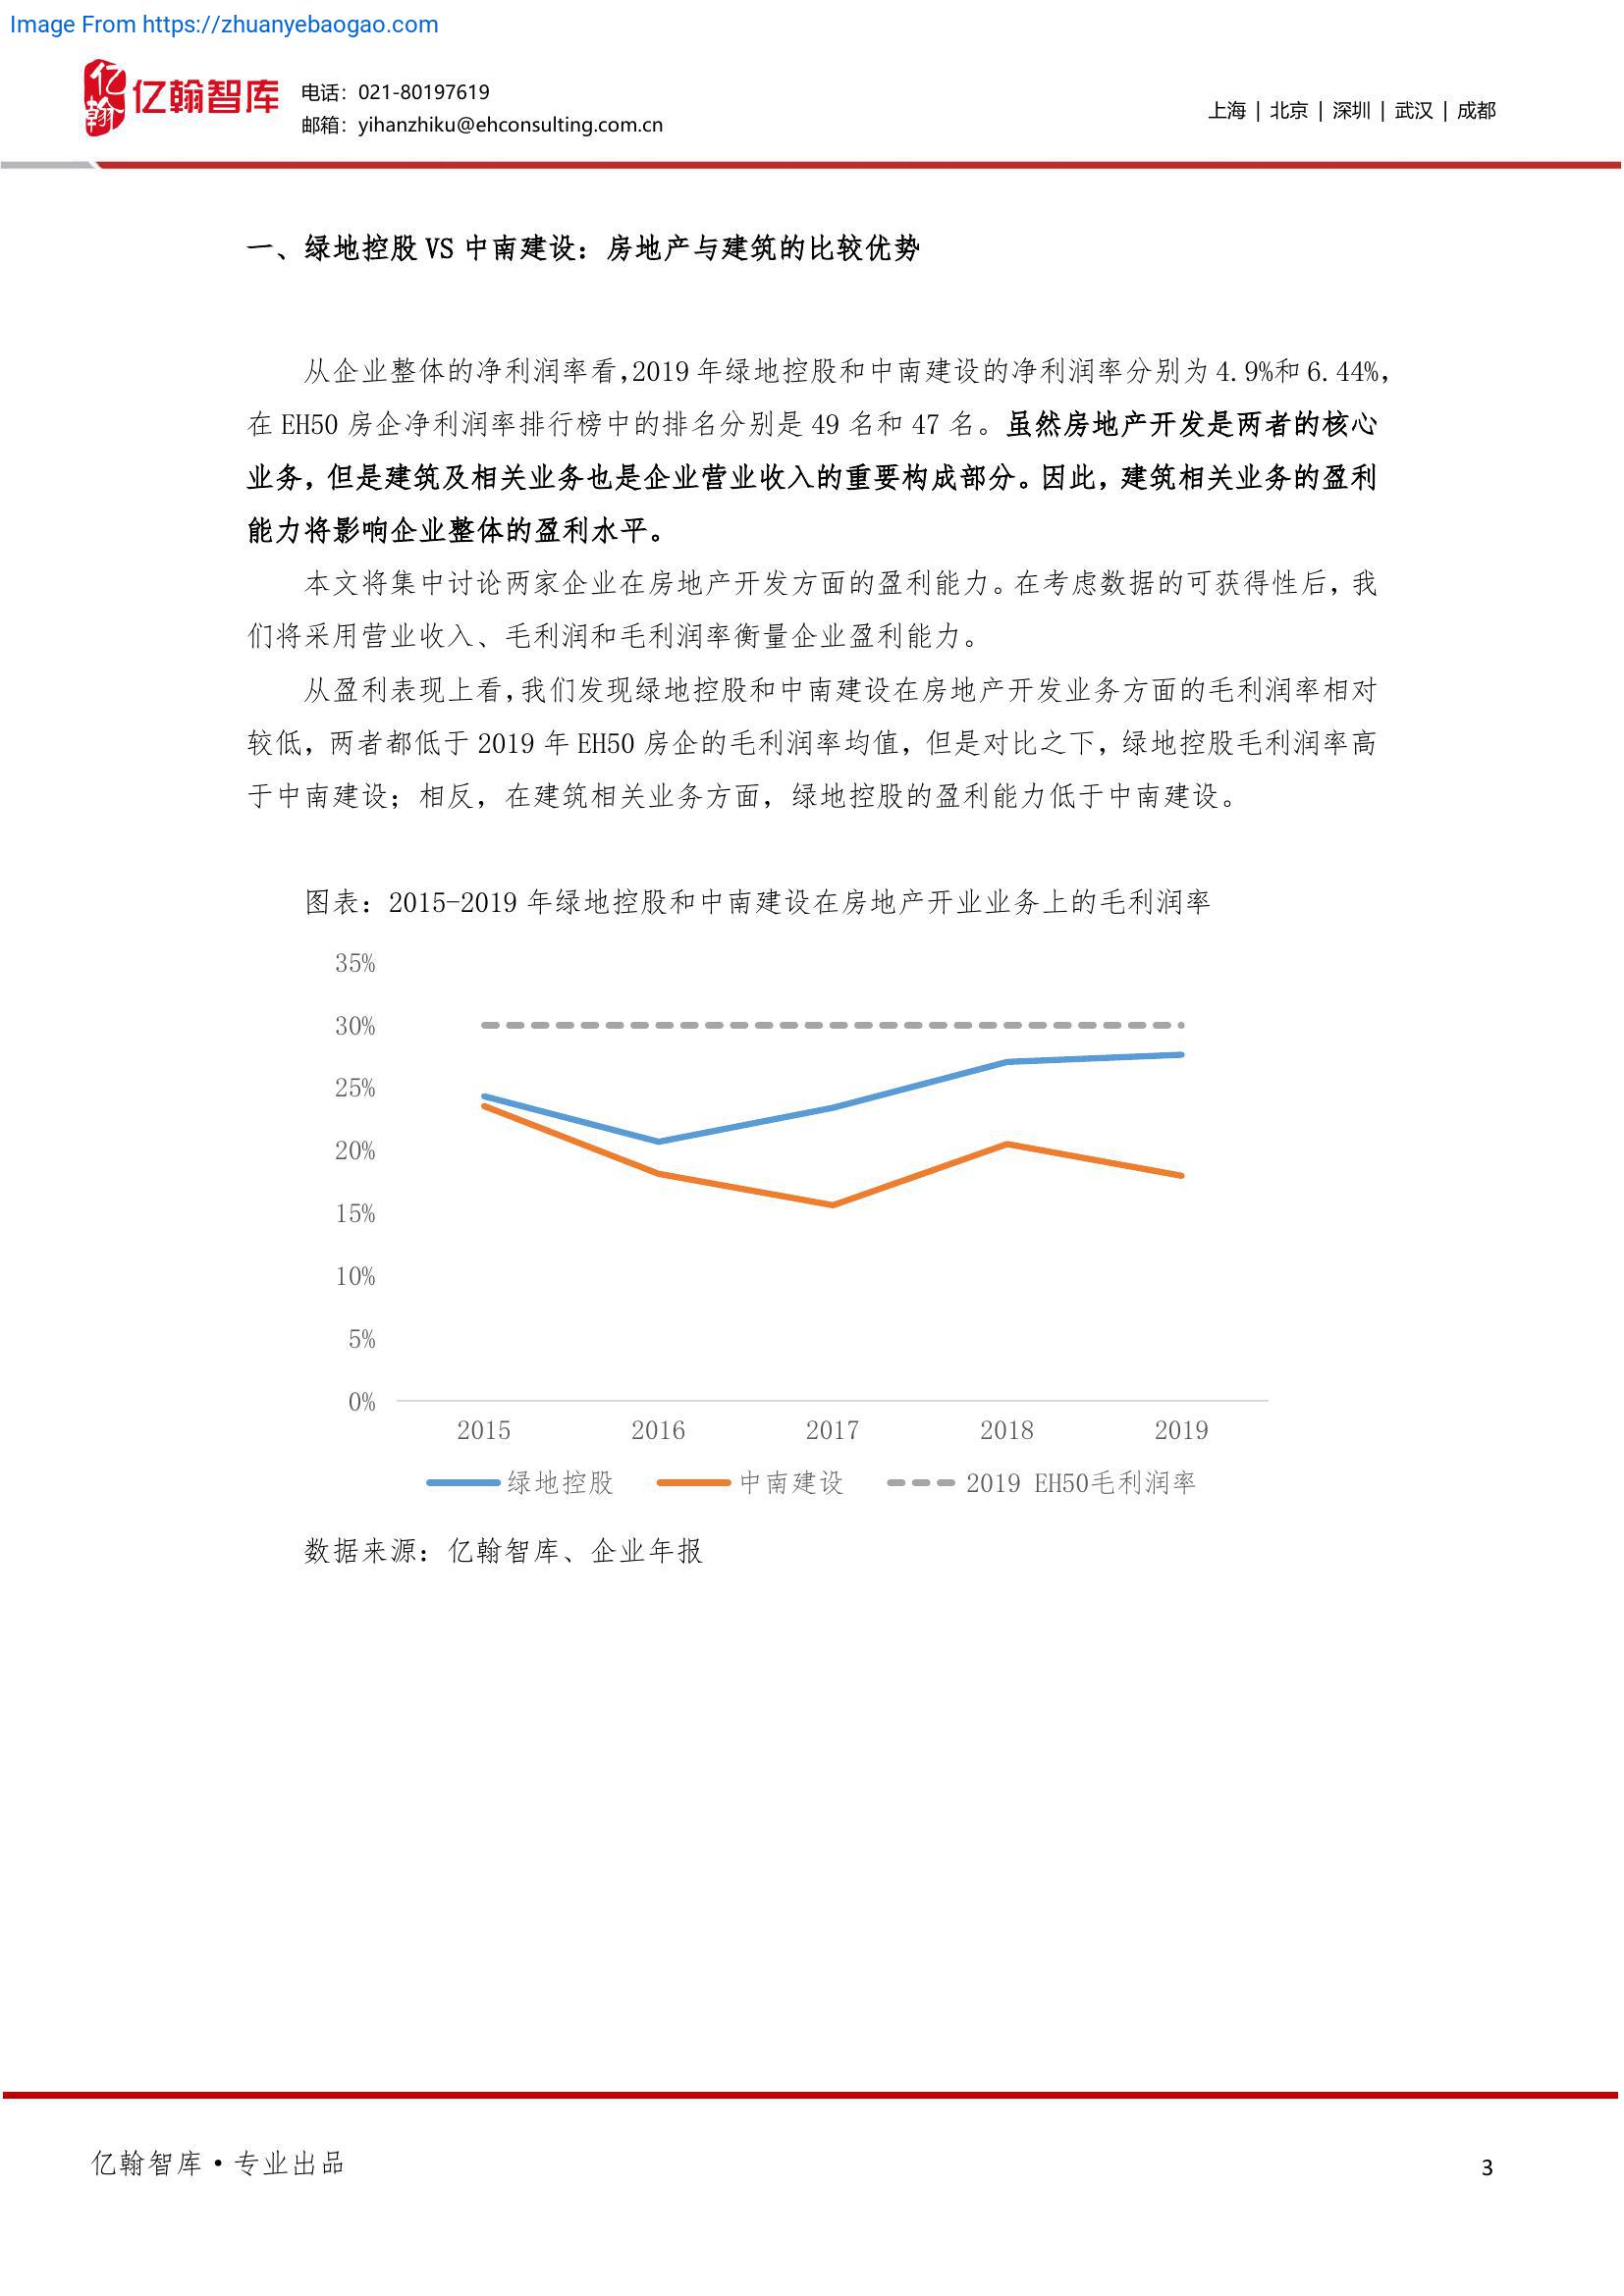 Image From https://zhuanyebaogao.com
亿翰
亿翰智库
电话：021-80197619
邮箱：yihanzhiku@ehconsulting.com.cn
上海 | 北京 | 深圳 | 武汉 | 成都
一、绿地控股 VS 中南建设：房地产与建筑的比较优势
从企业整体的净利润率看，2019 年绿地控股和中南建设的净利润率分别为 4.9%和 6.44%，
在 EH50 房企净利润率排行榜中的排名分别是 49 名和 47 名。虽然房地产开发是两者的核心
业务，但是建筑及相关业务也是企业营业收入的重要构成部分。因此，建筑相关业务的盈利
能力将影响企业整体的盈利水平。
本文将集中讨论两家企业在房地产开发方面的盈利能力。在考虑数据的可获得性后，我
们将采用营业收入、毛利润和毛利润率衡量企业盈利能力。
从盈利表现上看，我们发现绿地控股和中南建设在房地产开发业务方面的毛利润率相对
较低，两者都低于 2019 年 EH50 房企的毛利润率均值，但是对比之下，绿地控股毛利润率高
于中南建设；相反，在建筑相关业务方面，绿地控股的盈利能力低于中南建设。
图表：2015-2019 年绿地控股和中南建设在房地产开业业务上的毛利润率
35%
30%
25%
20%
15%
10%
5%
0%
2015 2016 2017 2018 2019
绿地控股 中南建设 2019 EH50毛利润率
数据来源：亿翰智库、企业年报
亿翰智库·专业出品
3